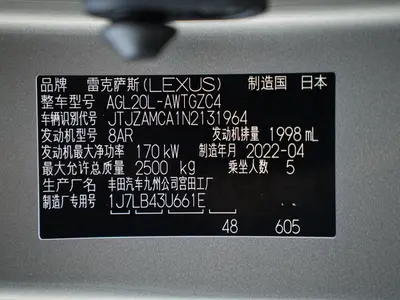 品牌 雷克萨斯(LEXUS) 制造国 日本
整车型号 AGL20L-AWTGZC4
车辆识别代号 JTJZAMCA1N2131964
发动机型号 8AR 发动机排量 1998 mL
发动机最大净功率 170 kW 制造年月 2022-04
最大允许总质量 2500 kg 乘坐人数 5
生产厂名 丰田汽车九州公司宫田工厂
制造厂专用号 1J7LB43U661E
48 605